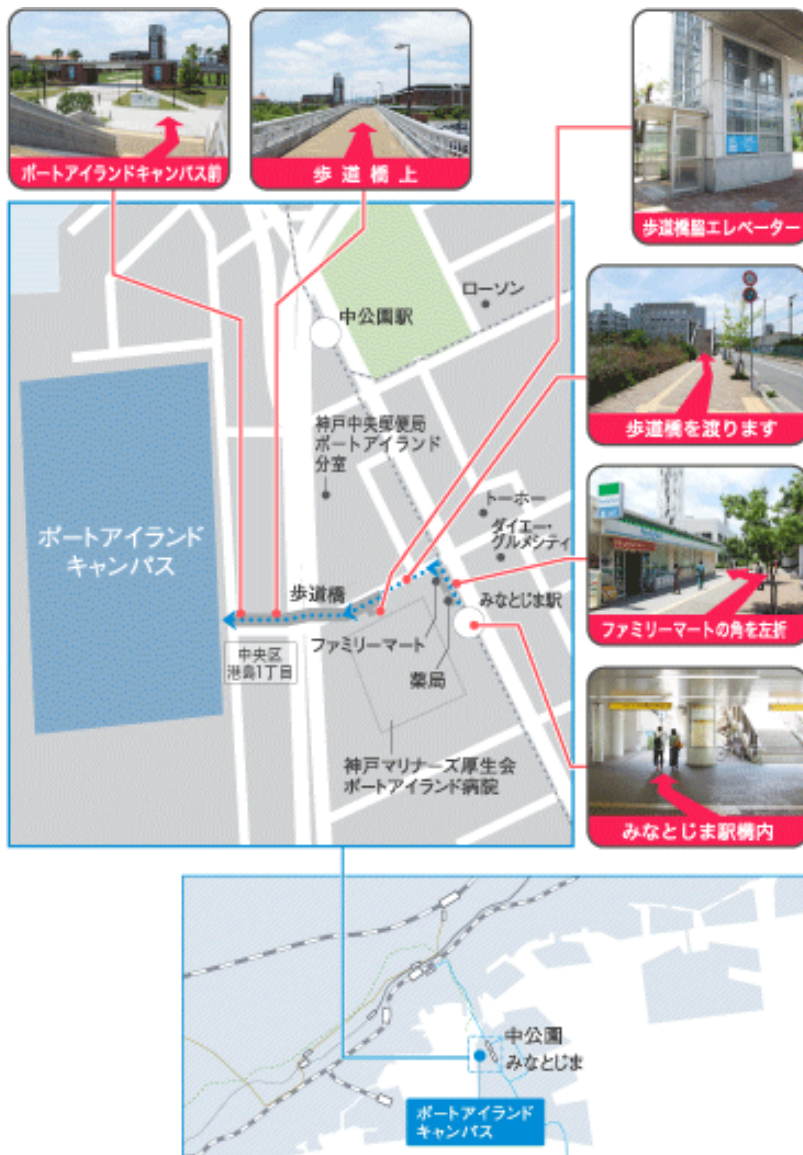 ポートアイランドキャンパス前
歩道橋上
歩道橋脇エレベーター
ローソン
中公園駅
歩道橋を渡ります
神戸中央郵便局
ポートアイランド
分室
トーホー
ダイエー・
グルメシティ
ポートアイランド
キャンパス
歩道橋
みなとじま駅
ファミリーマートの角を左折
ファミリーマート
中央区
港島1丁目
薬局
神戸マリナーズ厚生会
ポートアイランド病院
みなとじま駅構内
中公園
みなとじま
ポートアイランド
キャンパス